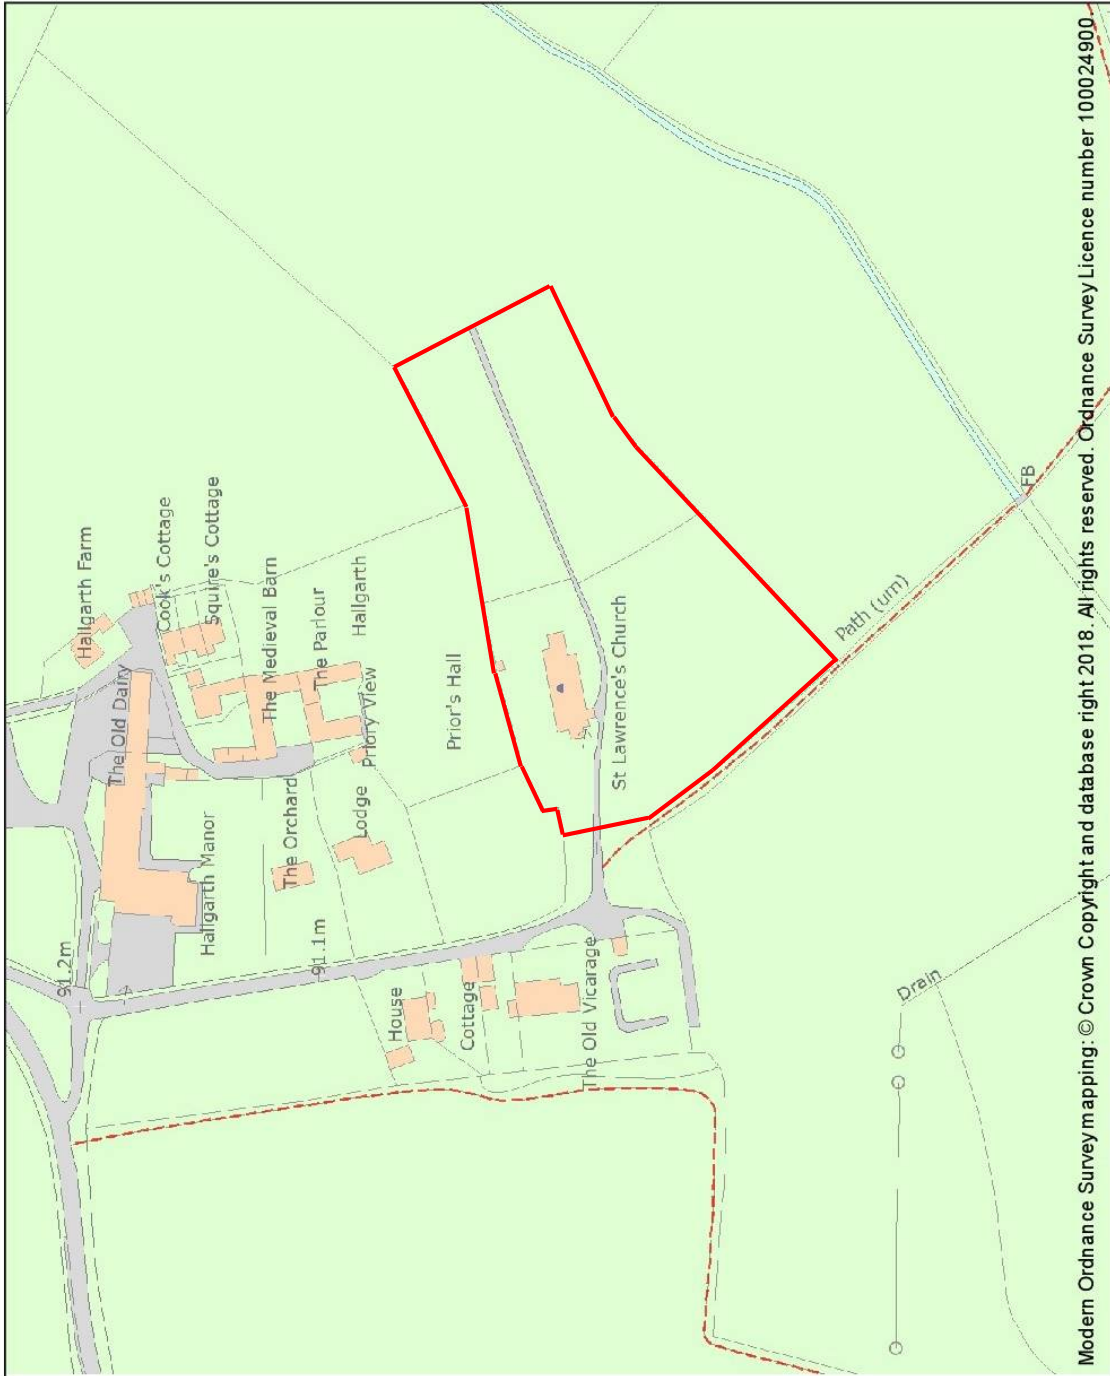 Hallgarth Farm
Cook's Cottage
Squire's Cottage
The Old Dairy
The Medieval Barn
The Parlour
Hallgarth
Priory View
Prior's Hall
Hallgarth Manor
The Orchard
Lodge
91.2m
91.1m
St Lawrence's Church
House
Cottage
The Old Vicarage
Path (um)
FB
Drain
Modern Ordnance Survey mapping: © Crown Copyright and database right 2018. All rights reserved. Ordnance Survey Licence number 100024900.